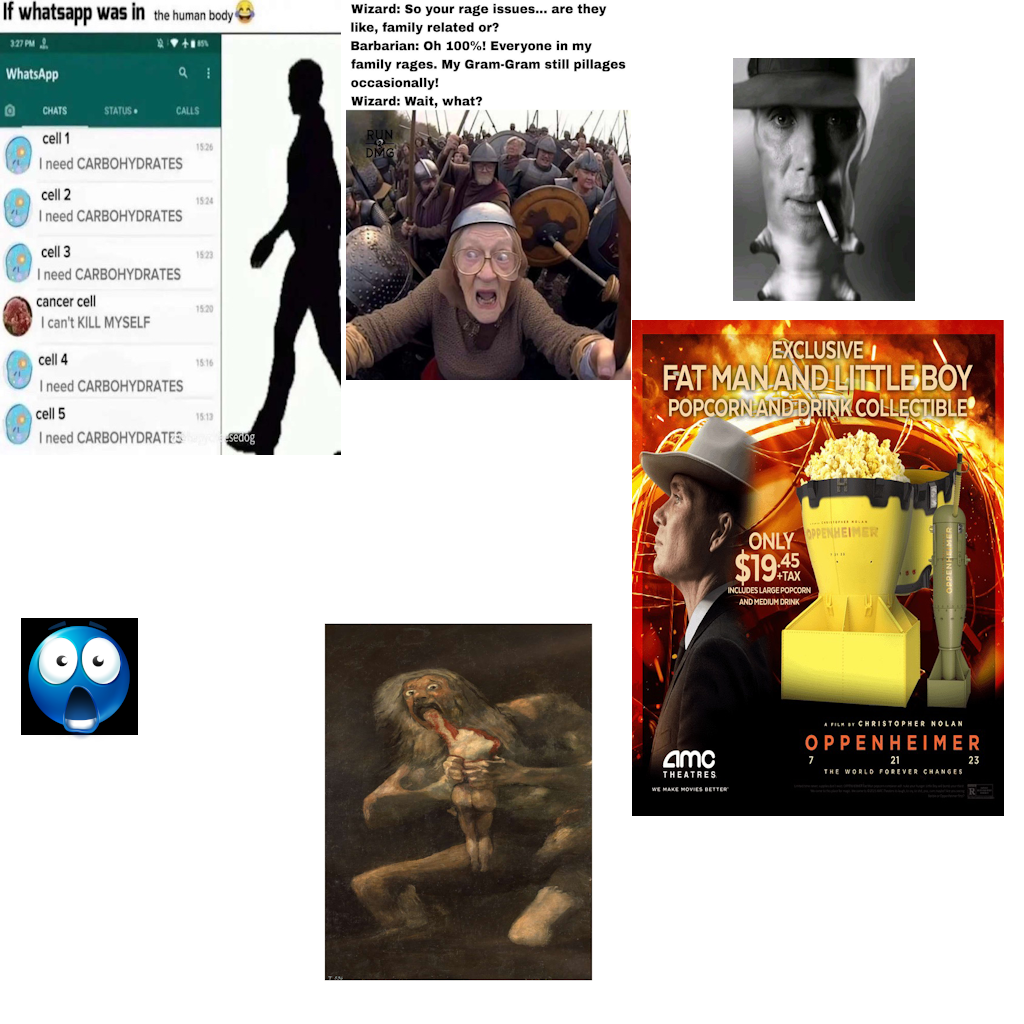 If whatsapp was in the human body😂
3:27 PM
85%
WhatsApp
CHATS
STATUS
CALLS
cell 1
15:26
I need CARBOHYDRATES
cell 2
15:24
I need CARBOHYDRATES
cell 3
15:23
I need CARBOHYDRATES
cancer cell
15:20
I can't KILL MYSELF
cell 4
15:16
I need CARBOHYDRATES
cell 5
15:13
I need CARBOHYDRATES
Wizard: So your rage issues... are they
like, family related or?
Barbarian: Oh 100%! Everyone in my
family rages. My Gram-Gram still pillages
occasionally!
Wizard: Wait, what?
RUN
DMG
EXCLUSIVE
FAT MAN AND LITTLE BOY
POPCORN AND DRINK COLLECTIBLE
OPPENHEIMER
OPPENHEIMER
ONLY
$19.45
+TAX
INCLUDES LARGE POPCORN
AND MEDIUM DRINK
A FILM BY CHRISTOPHER NOLAN
OPPENHEIMER
7 21 23
THE WORLD FOREVER CHANGES
amc
THEATRES
WE MAKE MOVIES BETTER
R